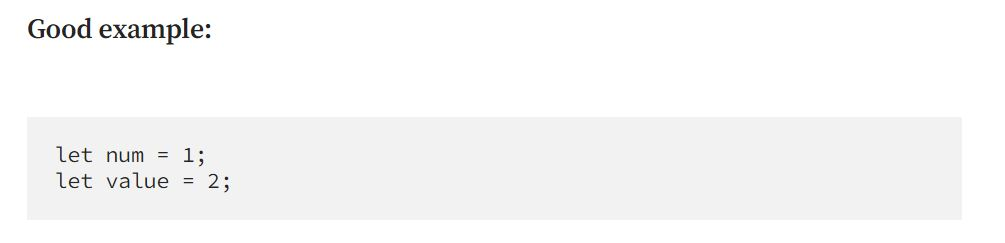 Good example:
let num = 1;
let value = 2;